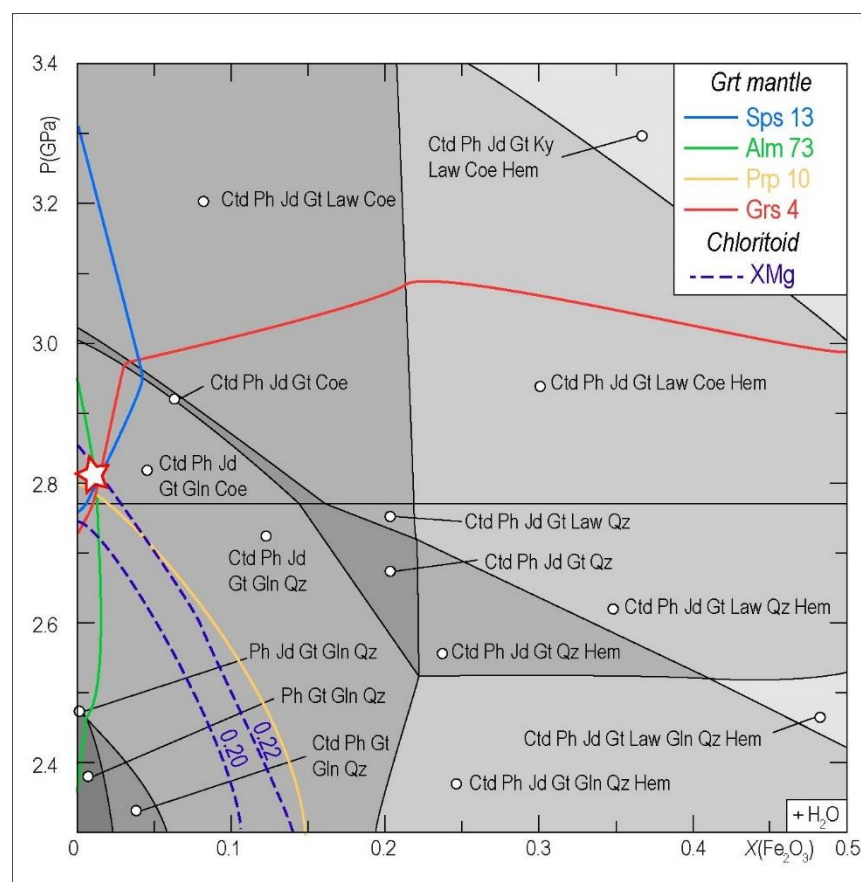 3.4
P(GPa)
3.2
3.0
2.8
2.6
2.4
0
0.1
0.2
0.3
0.4
0.5
X(Fe₂O₃)
Grt mantle
Sps 13
Alm 73
Prp 10
Grs 4
Chloritoid
XMg
Ctd Ph Jd Gt Ky
Law Coe Hem
Ctd Ph Jd Gt Law Coe
Ctd Ph Jd Gt Coe
Ctd Ph Jd Gt Law Coe Hem
Ctd Ph Jd
Gt Gln Coe
Ctd Ph Jd Gt Law Qz
Ctd Ph Jd
Gt Gln Qz
Ctd Ph Jd Gt Qz
Ctd Ph Jd Gt Law Qz Hem
Ph Jd Gt Gln Qz
Ctd Ph Jd Gt Qz Hem
Ph Gt Gln Qz
0.20
0.22
Ctd Ph Gt
Gln Qz
Ctd Ph Jd Gt Law Gln Qz Hem
Ctd Ph Jd Gt Gln Qz Hem
+ H₂O